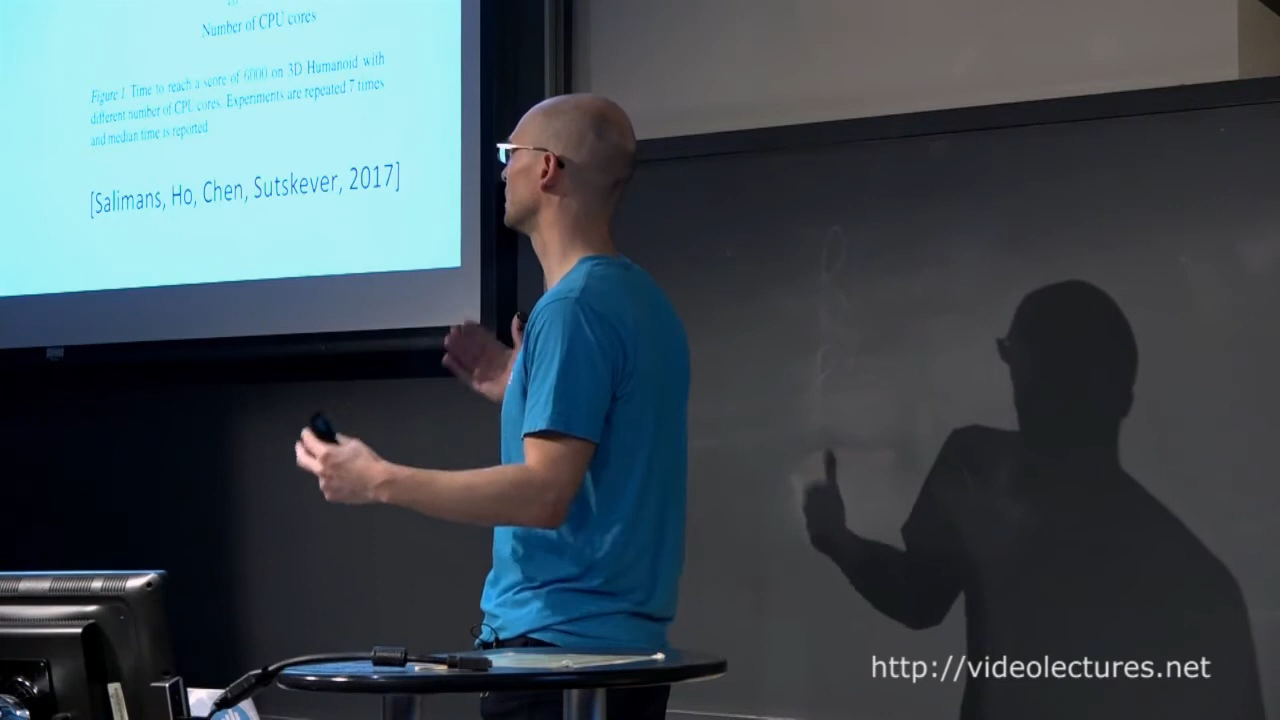 Number of CPU cores
Figure 1 Time to reach a score of 6000 on 3D Humanoid with
different number of CPU cores. Experiments are repeated 7 times
and median time is reported
[Salimans, Ho, Chen, Sutskever, 2017]
http://videolectures.net